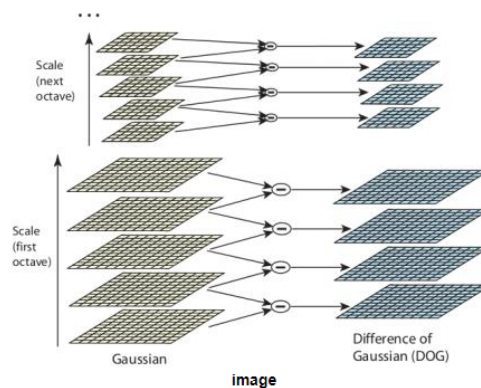 ...
Scale
(next
octave)
Scale
(first
octave)
Gaussian
Difference of
Gaussian (DOG)
image